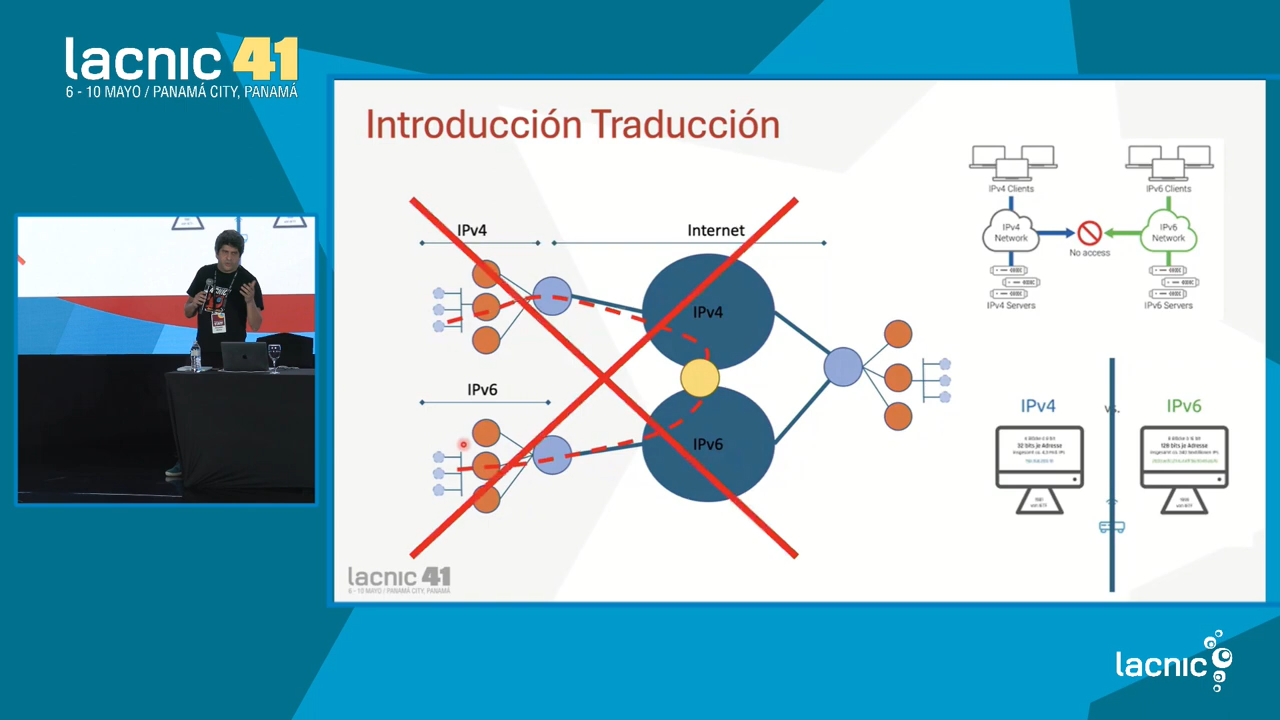 lacnic 41
6 - 10 MAYO / PANAMÁ CITY, PANAMÁ
Introducción Traducción
IPv4
Internet
IPv4
IPv6
IPv6
IPv4 Clients
IPv6 Clients
IPv4
Network
No access
IPv6
Network
IPv4 Servers
IPv6 Servers
IPv4
vs.
IPv6
32 bits je Adresse
128 bits je Adresse
lacnic 41
6 - 10 MAYO / PANAMÁ CITY, PANAMÁ
lacnic